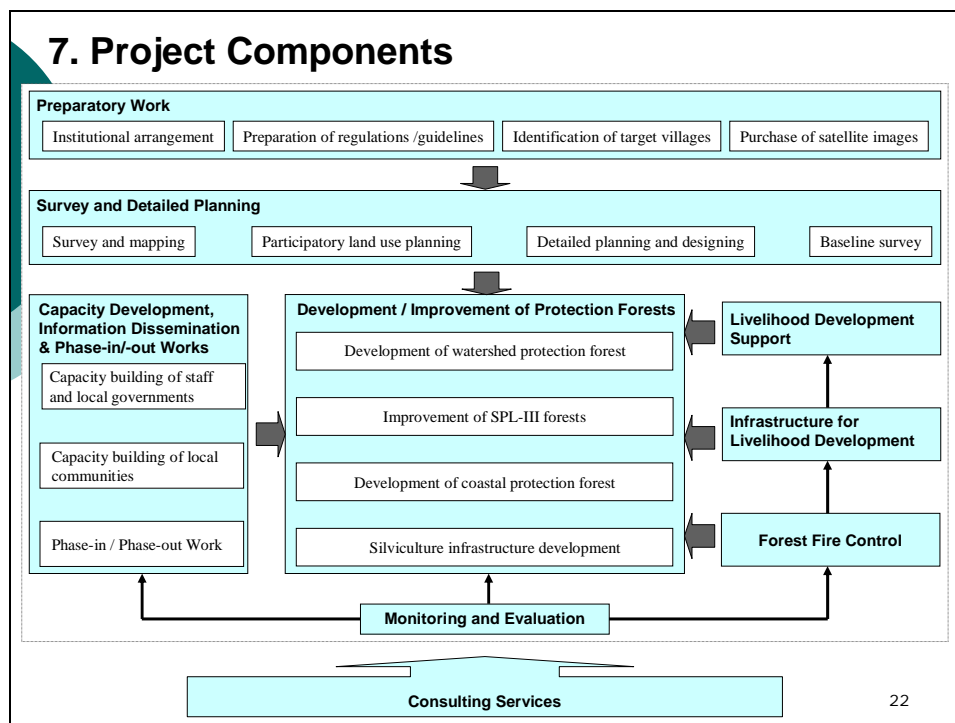 7. Project Components
Preparatory Work
Institutional arrangement
Preparation of regulations /guidelines
Identification of target villages
Purchase of satellite images
Survey and Detailed Planning
Survey and mapping
Participatory land use planning
Detailed planning and designing
Baseline survey
Capacity Development,
Information Dissemination
& Phase-in/-out Works
Capacity building of staff
and local governments
Capacity building of local
communities
Phase-in / Phase-out Work
Development / Improvement of Protection Forests
Development of watershed protection forest
Improvement of SPL-III forests
Development of coastal protection forest
Silviculture infrastructure development
Livelihood Development
Support
Infrastructure for
Livelihood Development
Forest Fire Control
Monitoring and Evaluation
Consulting Services
22